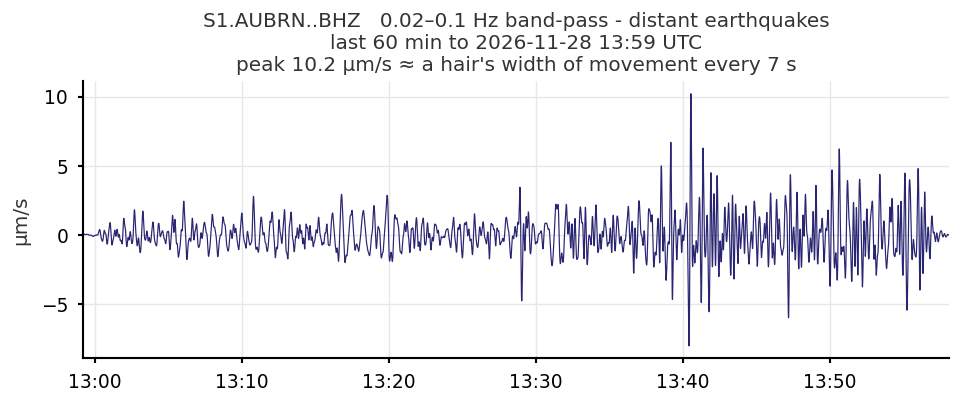 S1.AUBRN..BHZ   0.02–0.1 Hz band-pass - distant earthquakes
last 60 min to 2026-11-28 13:59 UTC
peak 10.2 µm/s ≈ a hair's width of movement every 7 s
10
5
0
−5
µm/s
13:00 13:10 13:20 13:30 13:40 13:50